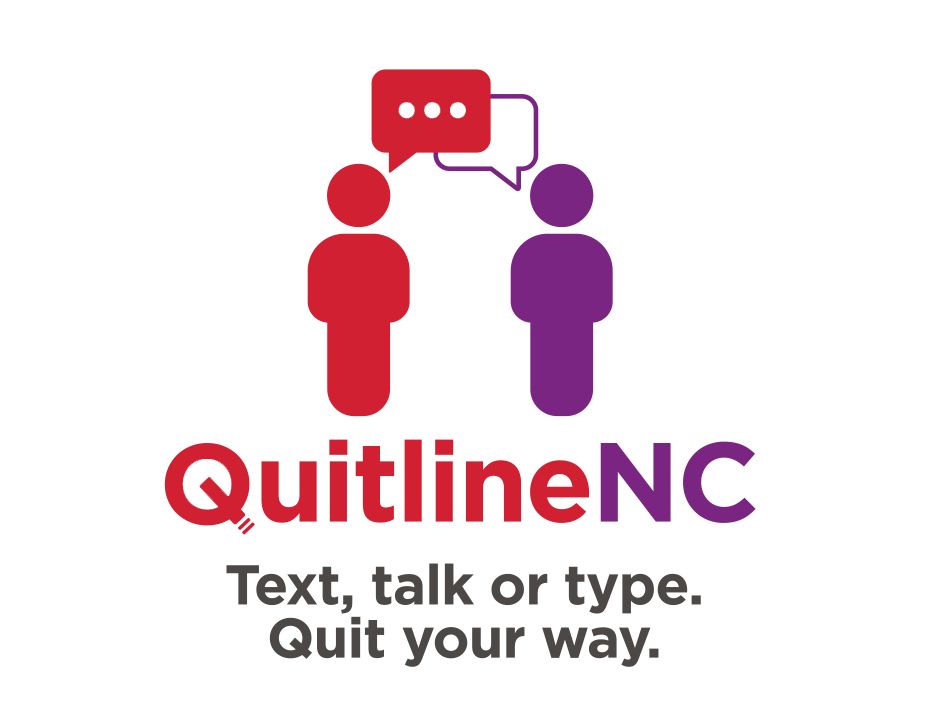 QuitlineNC
Text, talk or type.
Quit your way.